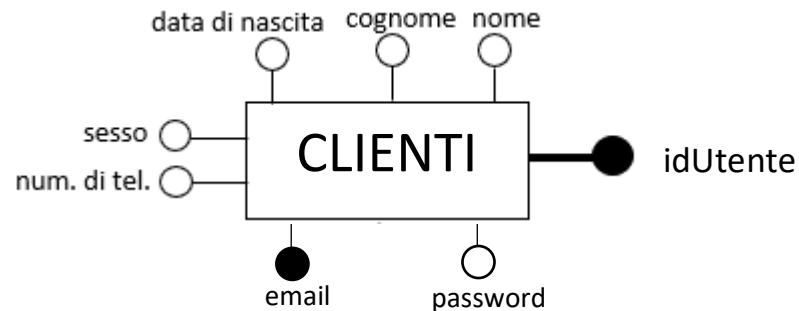 data di nascita
cognome
nome
sesso
CLIENTI
idUtente
num. di tel.
email
password